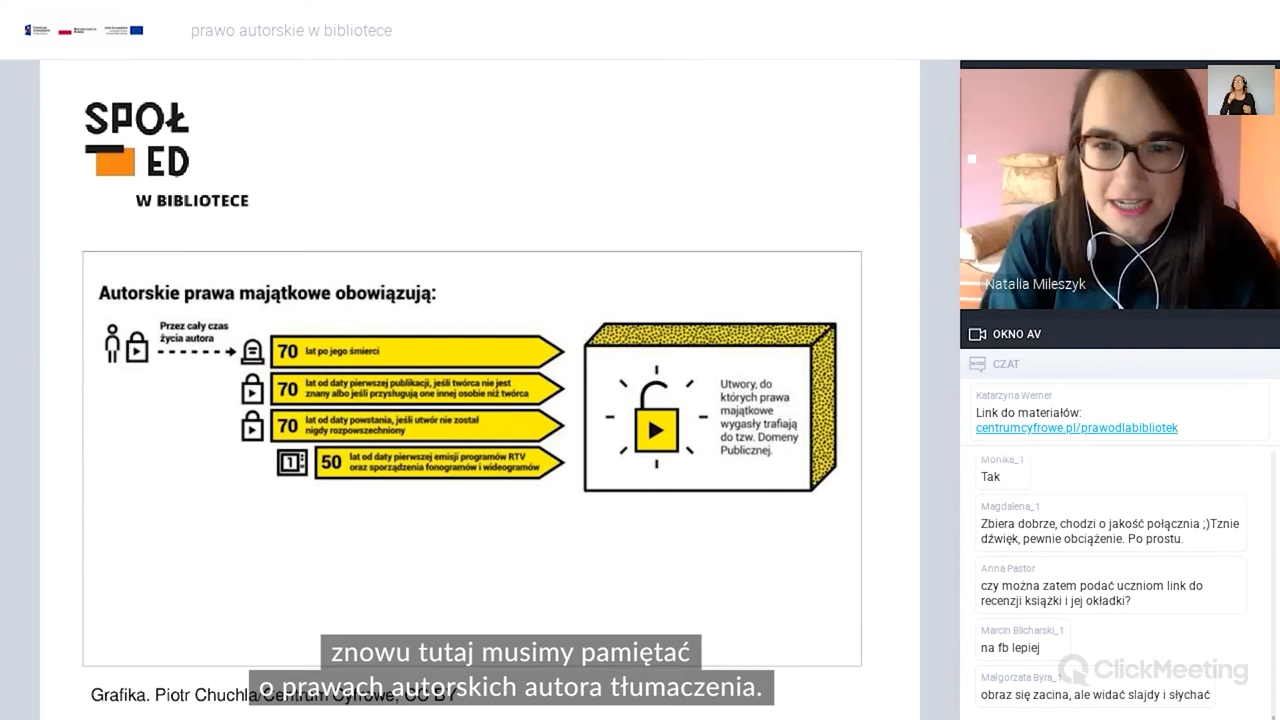 prawo autorskie w bibliotece
SPOŁ
ED
W BIBLIOTECE
Autorskie prawa majątkowe obowiązują:
Przez cały czas
życia autora
70 lat po jego śmierci
70 lat od daty pierwszej publikacji, jeśli twórca nie jest
znany albo jeśli przysługują one innej osobie niż twórca
70 lat od daty powstania, jeśli utwór nie został
nigdy rozpowszechniony
1
50 lat od daty pierwszej emisji programów RTV
oraz sporządzenia fonogramów i wideogramów
Utwory, do
których prawa
majątkowe
wygasły trafiają
do tzw. Domeny
Publicznej.
Grafika. Piotr Chuchla/Centrum Cyfrowe, CC BY
znowu tutaj musimy pamiętać
o prawach autorskich autora tłumaczenia.
Natalia Mileszyk
OKNO AV
CZAT
Katarzyna Werner
Link do materiałów:
centrumcyfrowe.pl/prawodlabibliotek
Monika_1
Tak
Magdalena_1
Zbiera dobrze, chodzi o jakość połącznia ;)Tznie
dźwięk, pewnie obciążenie. Po prostu.
Anna Pastor
czy można zatem podać uczniom link do
recenzji książki i jej okładki?
Marcin Blicharski_1
na fb lepiej
Małgorzata Byra_1
obraz się zacina, ale widać slajdy i słychać
ClickMeeting